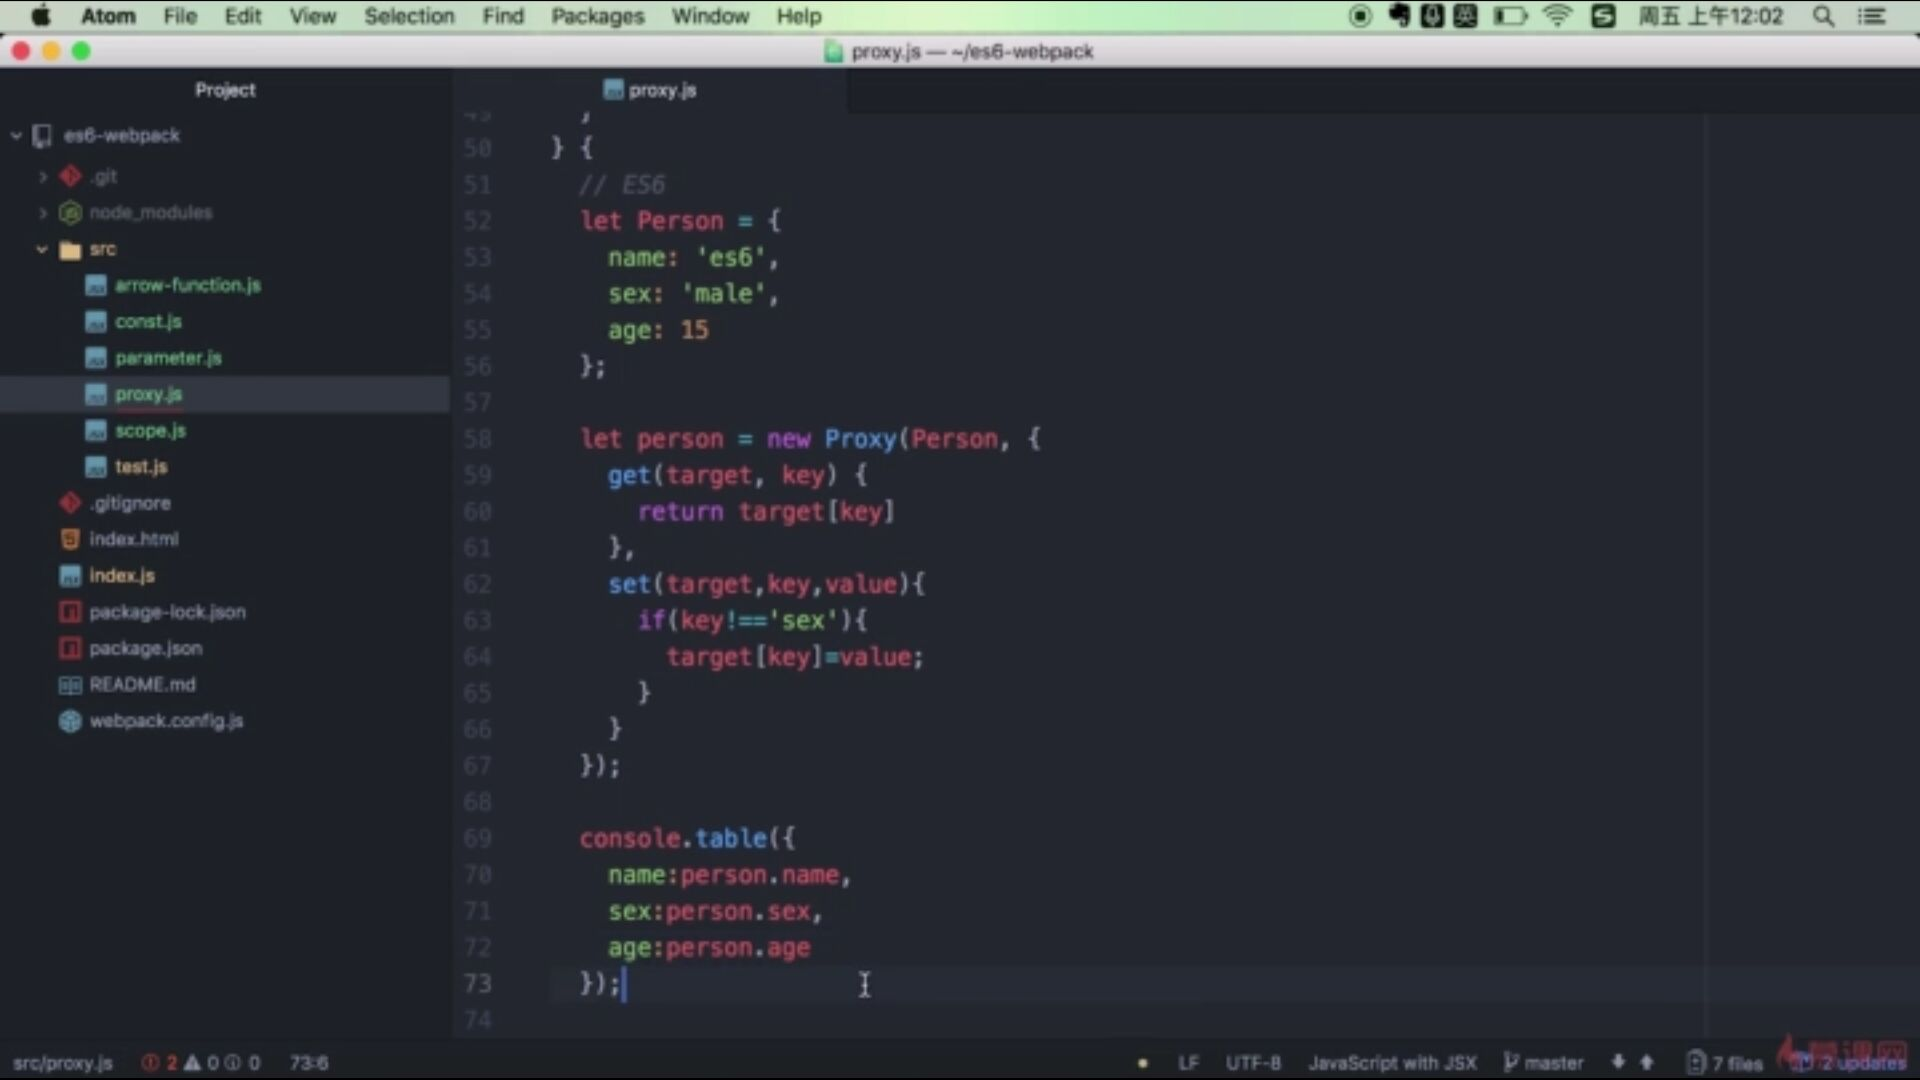 Atom File Edit View Selection Find Packages Window Help 英 周五 上午12:02
proxy.js — ~/es6-webpack
Project
es6-webpack
.git
node_modules
src
arrow-function.js
const.js
parameter.js
proxy.js
scope.js
test.js
.gitignore
index.html
index.js
package-lock.json
package.json
README.md
webpack.config.js
proxy.js
49 ,
50 } {
51 // ES6
52 let Person = {
53 name: 'es6',
54 sex: 'male',
55 age: 15
56 };
57
58 let person = new Proxy(Person, {
59 get(target, key) {
60 return target[key]
61 },
62 set(target,key,value){
63 if(key!=='sex'){
64 target[key]=value;
65 }
66 }
67 });
68
69 console.table({
70 name:person.name,
71 sex:person.sex,
72 age:person.age
73 });
74
src/proxy.js 2 0 0 73:6 LF UTF-8 JavaScript with JSX master 7 files 2 updates